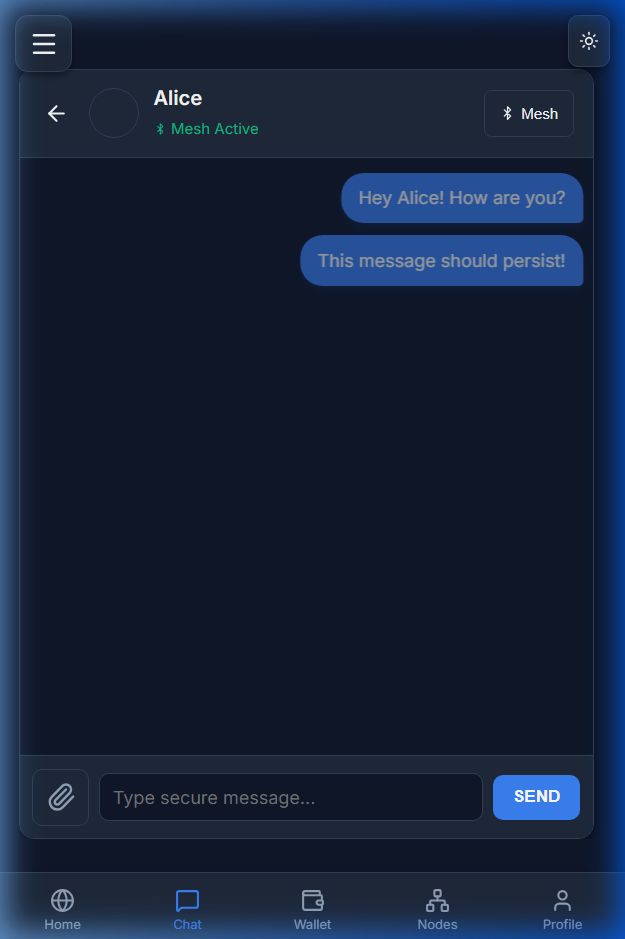 Alice
Mesh Active
Mesh
Hey Alice! How are you?
This message should persist!
Type secure message...
SEND
Home
Chat
Wallet
Nodes
Profile